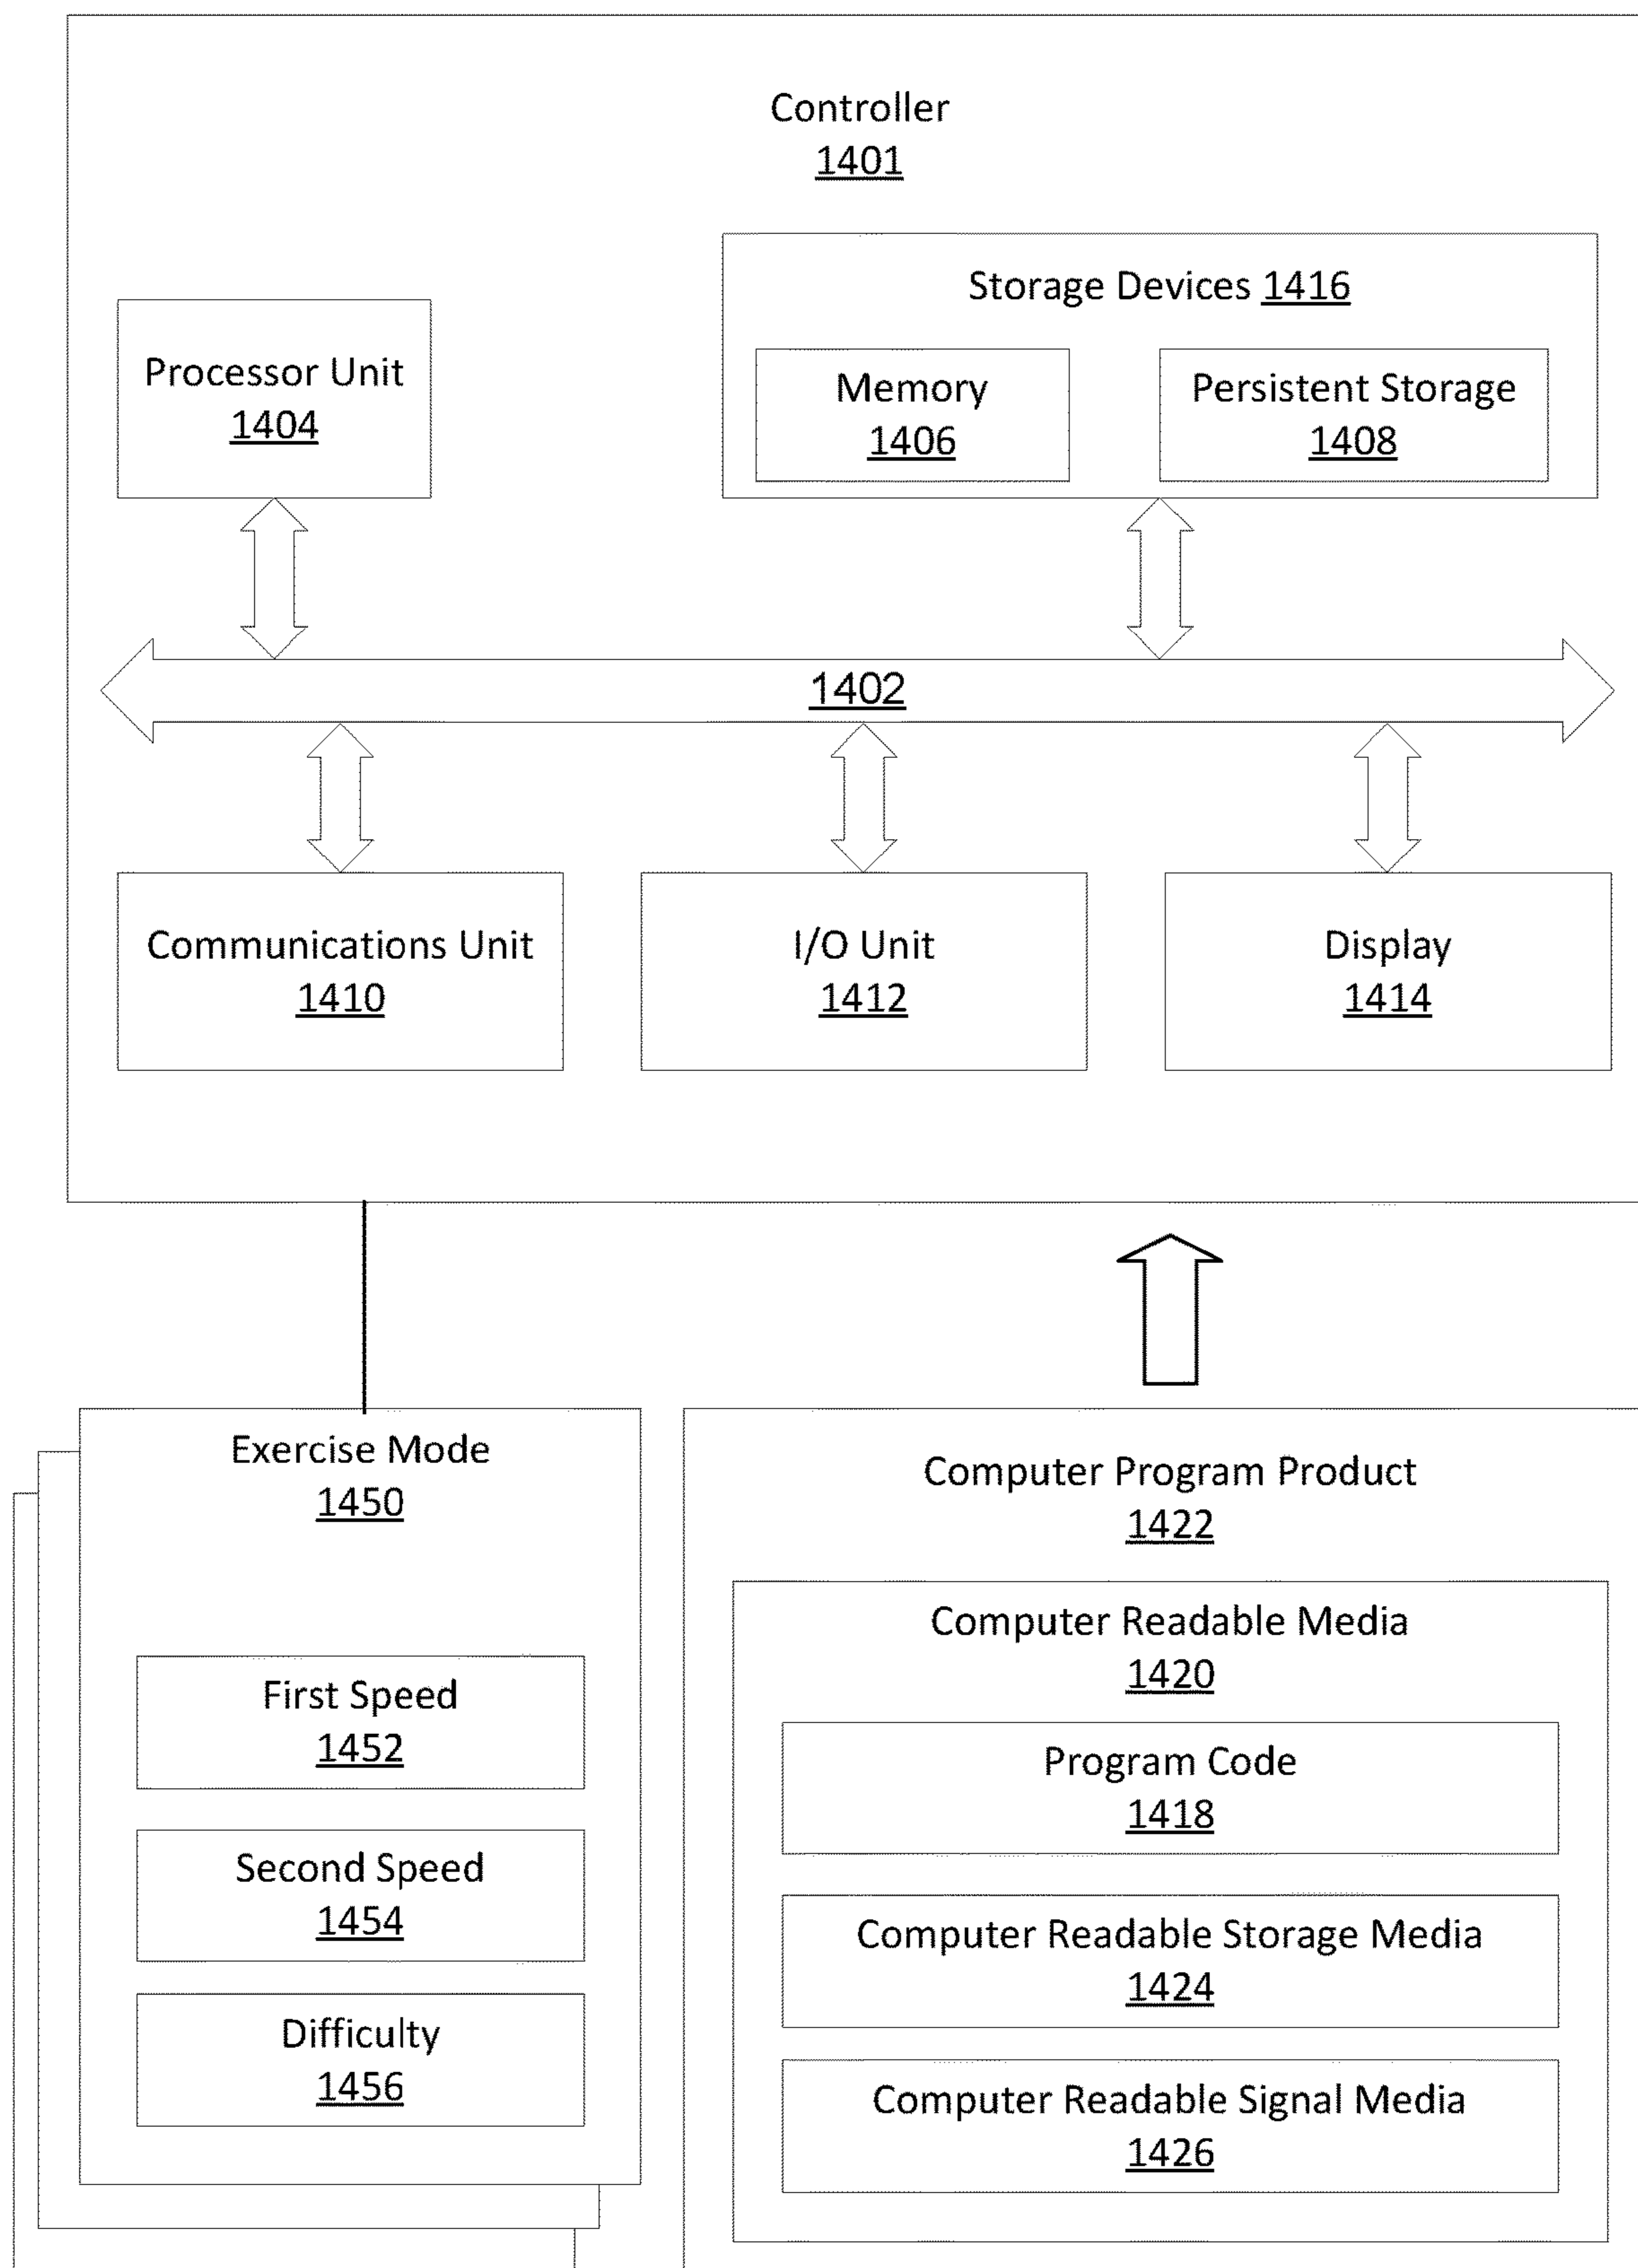 Controller
1401
Storage Devices 1416
Processor Unit
1404
Memory
1406
Persistent Storage
1408
1402
Communications Unit
1410
I/O Unit
1412
Display
1414
Exercise Mode
1450
First Speed
1452
Second Speed
1454
Difficulty
1456
Computer Program Product
1422
Computer Readable Media
1420
Program Code
1418
Computer Readable Storage Media
1424
Computer Readable Signal Media
1426